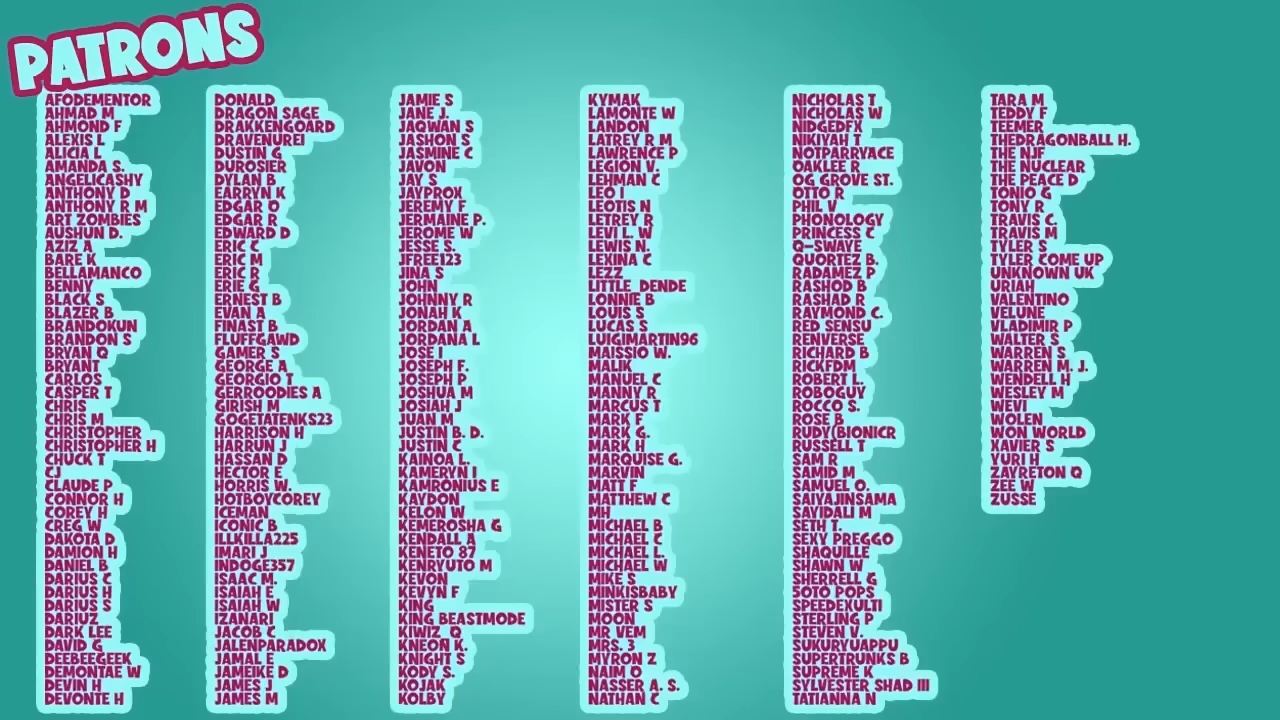 PATRONS
AFODEMENTOR
AHMAD M
AHMOND F
ALEXIS L
ALICIA L
AMANDA S.
ANGELICASHY
ANTHONY J
ANTHONY R M
ART ZOMBIES
AUSHUN D.
AZIZ A
BARE K
BELLAMANCO
BENNY
BLACK S
BLAZER B
BRANDOKUN
BRANDON S
BRYAN Q
BRYANT
CARLOS
CASPER T
CHRIS
CHRIS M
CHRISTOPHER
CHRISTOPHER H
CHUCK T
CJ
CLAUDE P
CONNOR H
COREY H
CREG W
DAKOTA D
DAMION H
DANIEL B
DARIUS C
DARIUS H
DARIUS S
DARIUZ
DARK LEE
DAVID G
DEEBEEGEEK
DEMONTAE W
DEVIN H
DEVONTE H
DONALD
DRAGON SAGE
DRAKKENGOARD
DRAVENUREI
DUSTIN G
DUROSIER
DYLAN B
EARRYN K
EDGAR O
EDGAR R
EDWARD D
ERIC C
ERIC M
ERIC R
ERIE G
ERNEST B
EVAN A
FINAST B
FLUFFGAWD
GAMER S
GEORGE A
GEORGIO T
GERROODIES A
GIRISH M
GOGETATENKS23
HARRISON H
HARRUN J
HASSAN D
HECTOR E
HORRIS W.
HOTBOYCOREY
ICEMAN
ICONIC B
ILLKILLA225
IMARI J
INDOGE357
ISAAC M.
ISAIAH E
ISAIAH W
IZANARI
JACOB C
JALENPARADOX
JAMAL E
JAMEIKE D
JAMES J
JAMES M
JAMIE S
JANE J.
JAQWAN S
JASHON S
JASMINE C
JAVON
JAY S
JAYPROX
JEREMY F
JERMAINE P.
JEROME W
JESSE S.
JFREE123
JINA S
JOHN
JOHNNY R
JONAH K
JORDAN A
JORDANA L
JOSE I
JOSEPH F.
JOSEPH P
JOSHUA M
JOSIAH J
JUAN M
JUSTIN B. D.
JUSTIN C
KAINOA L.
KAMERYN I
KAMRONIUS E
KAYDON
KELON W
KEMEROSHA G
KENDALL A
KENETO 87
KENRYUTO M
KEVON
KEVYN F
KING
KING BEASTMODE
KIWIZ_Q
KNEON K.
KNIGHT S
KODY S.
KOJAK
KOLBY
KYMAK
LAMONTE W
LANDON
LATREY R M
LAWRENCE P
LEGION V.
LEHMAN C
LEO I
LEOTIS N
LETREY R
LEVI L. W
LEWIS N.
LEXINA C
LEZZ
LITTLE_DENDE
LONNIE B
LOUIS S
LUCAS S
LUIGIMARTIN96
MAISSIO W.
MALIK
MANUEL C
MANNY R
MARCUS T
MARK F
MARK G.
MARK H
MARQUISE G.
MARVIN
MATT F
MATTHEW C
MH
MICHAEL B
MICHAEL C
MICHAEL L.
MICHAEL W
MIKE S
MINKISBABY
MISTER S
MOON
MR VEM
MRS. 3
MYRON Z
NAIM O
NASSER A. S.
NATHAN C
NICHOLAS T
NICHOLAS W
NIDGEDFX
NIKIYAH T
NOTPARRYACE
OAKLEE R
OG GROVE ST.
OTTO R
PHIL V
PHONOLOGY
PRINCESS C
Q-SWAYE
QUORTEZ B.
RADAMEZ P
RASHOD B
RASHAD R
RAYMOND C.
RED SENSU
RENVERSE
RICHARD B
RICKFDM
ROBERT L.
ROBOGUY
ROCCO S.
ROSE B
RUDY(BIONICR
RUSSELL T
SAM R
SAMID M
SAMUEL O.
SAIYAJINSAMA
SAYIDALI M
SETH T.
SEXY PREGGO
SHAQUILLE
SHAWN W
SHERRELL G
SOTO POPS
SPEEDEXULTI
STERLING P
STEVEN V.
SUKURYUAPPU
SUPERTRUNKS B
SUPREME K
SYLVESTER SHAD III
TATIANNA N
TARA M
TEDDY F
TEEMER
THEDRAGONBALL H.
THE NJF
THE NUCLEAR
THE PEACE D
TONIO G
TONY R
TRAVIS C.
TRAVIS M
TYLER S
TYLER COME UP
UNKNOWN UK
URIAH
VALENTINO
VELUNE
VLADIMIR P
WALTER S
WARREN S
WARREN M. J.
WENDELL H
WESLEY M
WEW
WOLEN
WON WORLD
XAVIER S
YURI H
ZAYRETON Q
ZEE W
ZUSSE